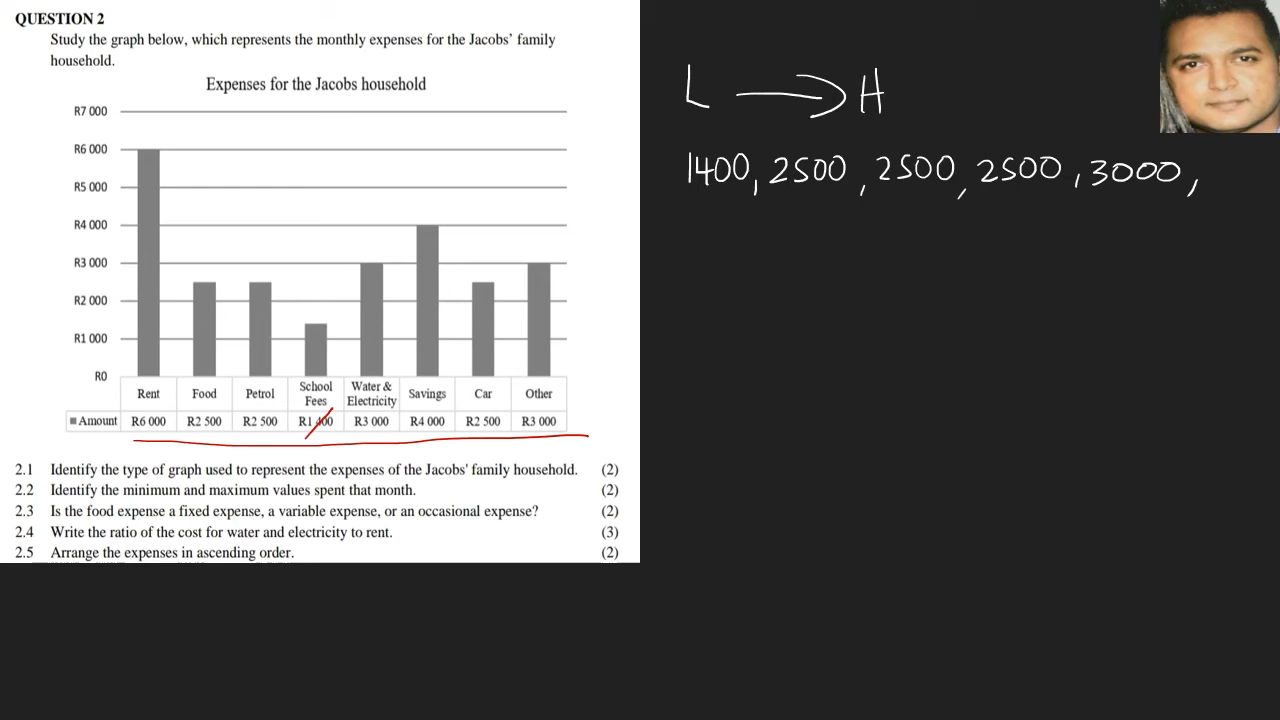 QUESTION 2
Study the graph below, which represents the monthly expenses for the Jacobs' family
household.
Expenses for the Jacobs household
R7 000
R6 000
R5 000
R4 000
R3 000
R2 000
R1 000
R0
Rent Food Petrol School Fees Water & Electricity Savings Car Other
Amount R6 000 R2 500 R2 500 R1 400 R3 000 R4 000 R2 500 R3 000
2.1 Identify the type of graph used to represent the expenses of the Jacobs' family household. (2)
2.2 Identify the minimum and maximum values spent that month. (2)
2.3 Is the food expense a fixed expense, a variable expense, or an occasional expense? (2)
2.4 Write the ratio of the cost for water and electricity to rent. (3)
2.5 Arrange the expenses in ascending order. (2)
L → H
1400, 2500, 2500, 2500, 3000,